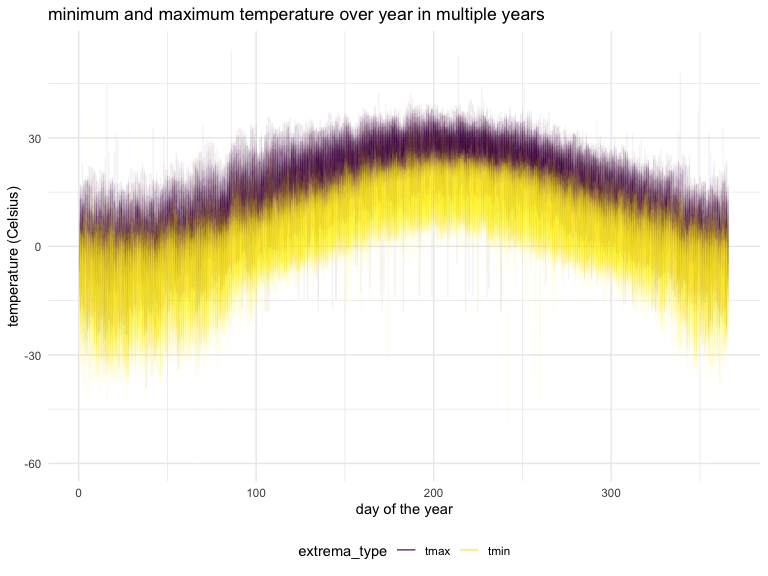 minimum and maximum temperature over year in multiple years
temperature (Celsius)
30
0
-30
-60
0 100 200 300
day of the year
extrema_type tmax tmin